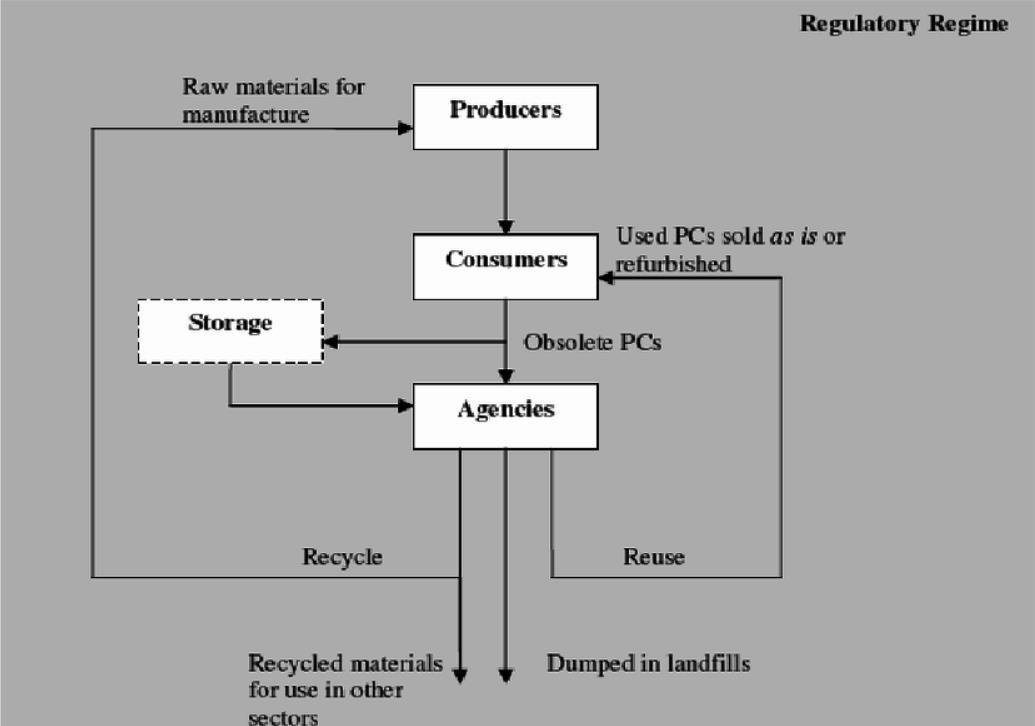 Regulatory Regime
Raw materials for
manufacture
Producers
Used PCs sold as is or
refurbished
Consumers
Storage
Obsolete PCs
Agencies
Recycle
Reuse
Recycled materials
for use in other
sectors
Dumped in landfills